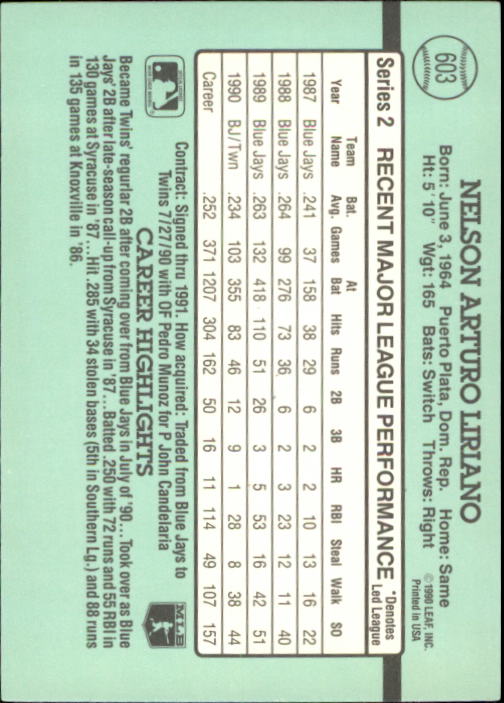 603
NELSON ARTURO LIRIANO
Born: June 3, 1964 Puerto Plata, Dom. Rep. Home: Same
Ht: 5' 10" Wgt: 165 Bats: Switch Throws: Right
©1990 LEAF, INC.
Printed in USA
Series 2 RECENT MAJOR LEAGUE PERFORMANCE *Denotes Led League
Year Team Name Bat. Avg. Games At Bat Hits Runs 2B 3B HR RBI Steal Walk SO
1987 Blue Jays .241 37 158 38 29 6 2 2 10 13 16 22
1988 Blue Jays .264 99 276 73 36 6 2 3 23 12 11 40
1989 Blue Jays .263 132 418 110 51 26 3 5 53 16 42 51
1990 BJ/Twn .234 103 355 83 46 12 9 1 28 8 38 44
Career .252 371 1207 304 162 50 16 11 114 49 107 157
Contract: Signed thru 1991. How acquired: Traded from Blue Jays to
Twins 7/27/90 with OF Pedro Munoz for P John Candelaria
MLB
CAREER HIGHLIGHTS
Became Twins' regurlar 2B after coming over from Blue Jays in July of '90...Took over as Blue
Jays' 2B after late-season call-up from Syracuse in '87...Batted .250 with 72 runs and 55 RBI in
130 games at Syracuse in '87...Hit .285 with 34 stolen bases (5th in Southern Lg.) and 88 runs
in 135 games at Knoxville in '86.